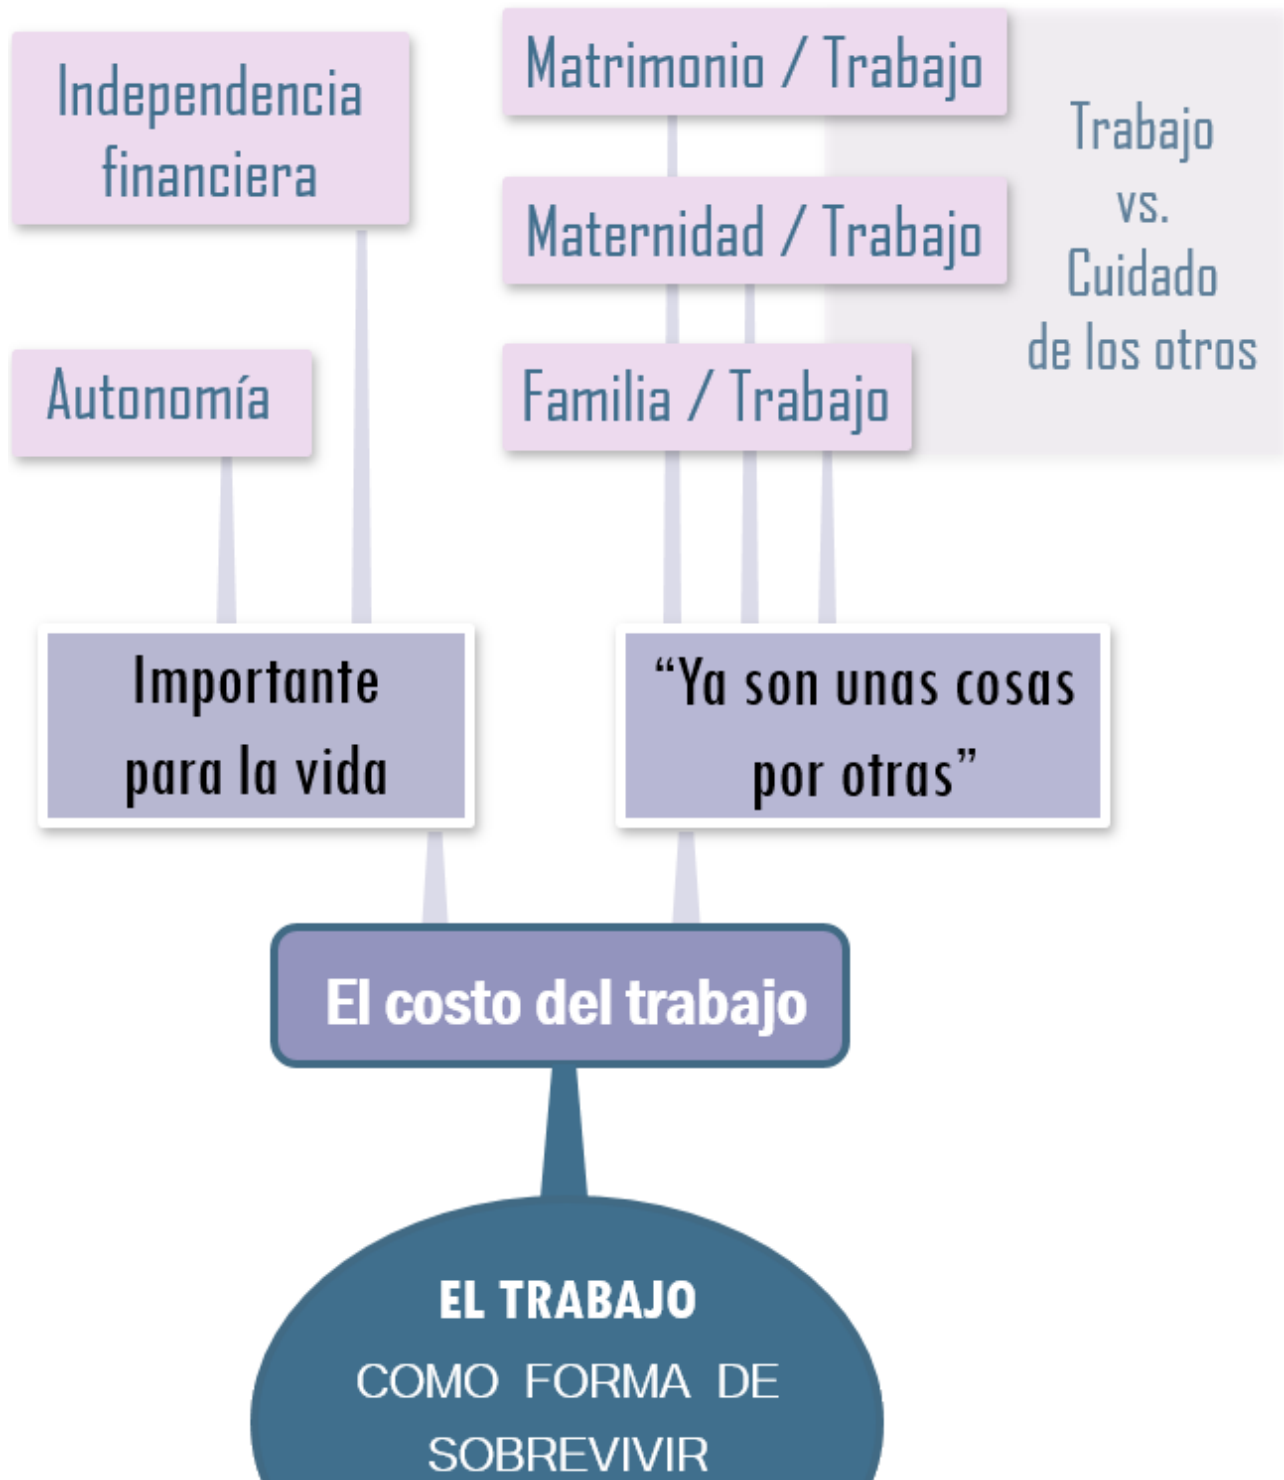 Independencia
financiera
Autonomía
Matrimonio / Trabajo
Maternidad / Trabajo
Familia / Trabajo
Trabajo
vs.
Cuidado
de los otros
Importante
para la vida
“Ya son unas cosas
por otras”
El costo del trabajo
EL TRABAJO
COMO FORMA DE
SOBREVIVIR